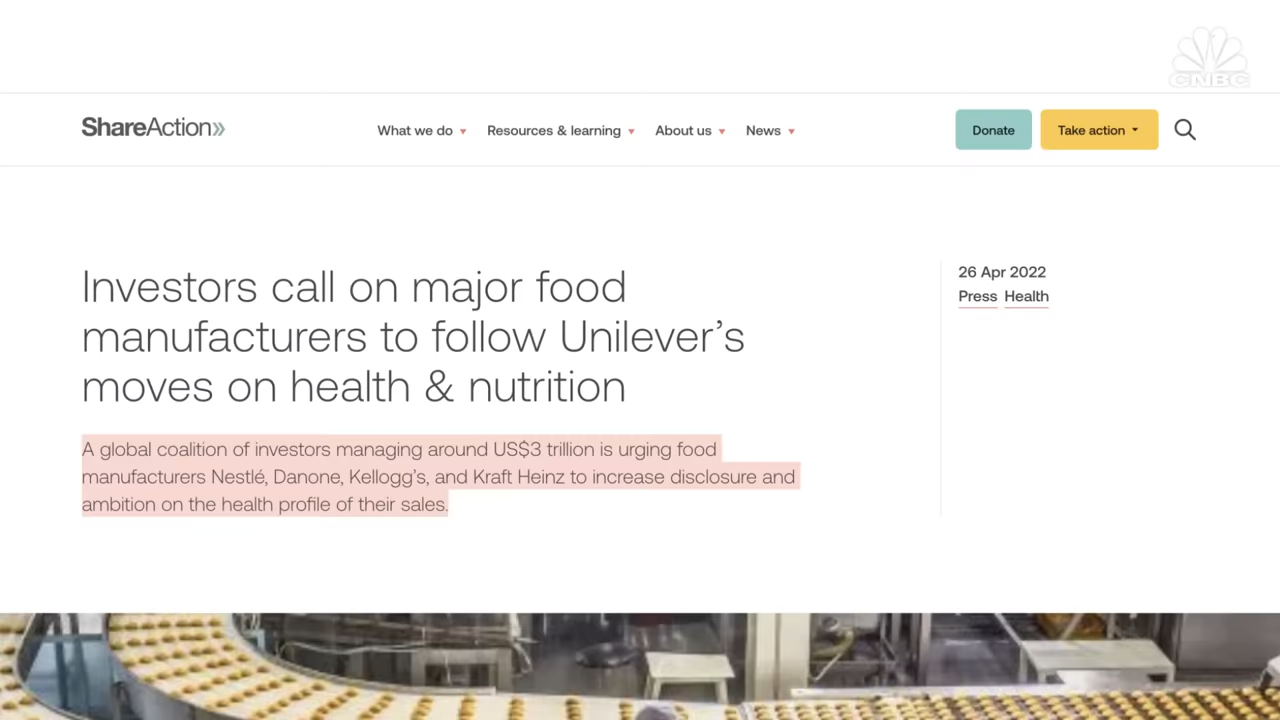 CNBC
ShareAction»
What we do
Resources & learning
About us
News
Donate
Take action
Investors call on major food
manufacturers to follow Unilever’s
moves on health & nutrition
26 Apr 2022
Press Health
A global coalition of investors managing around US$3 trillion is urging food
manufacturers Nestlé, Danone, Kellogg’s, and Kraft Heinz to increase disclosure and
ambition on the health profile of their sales.